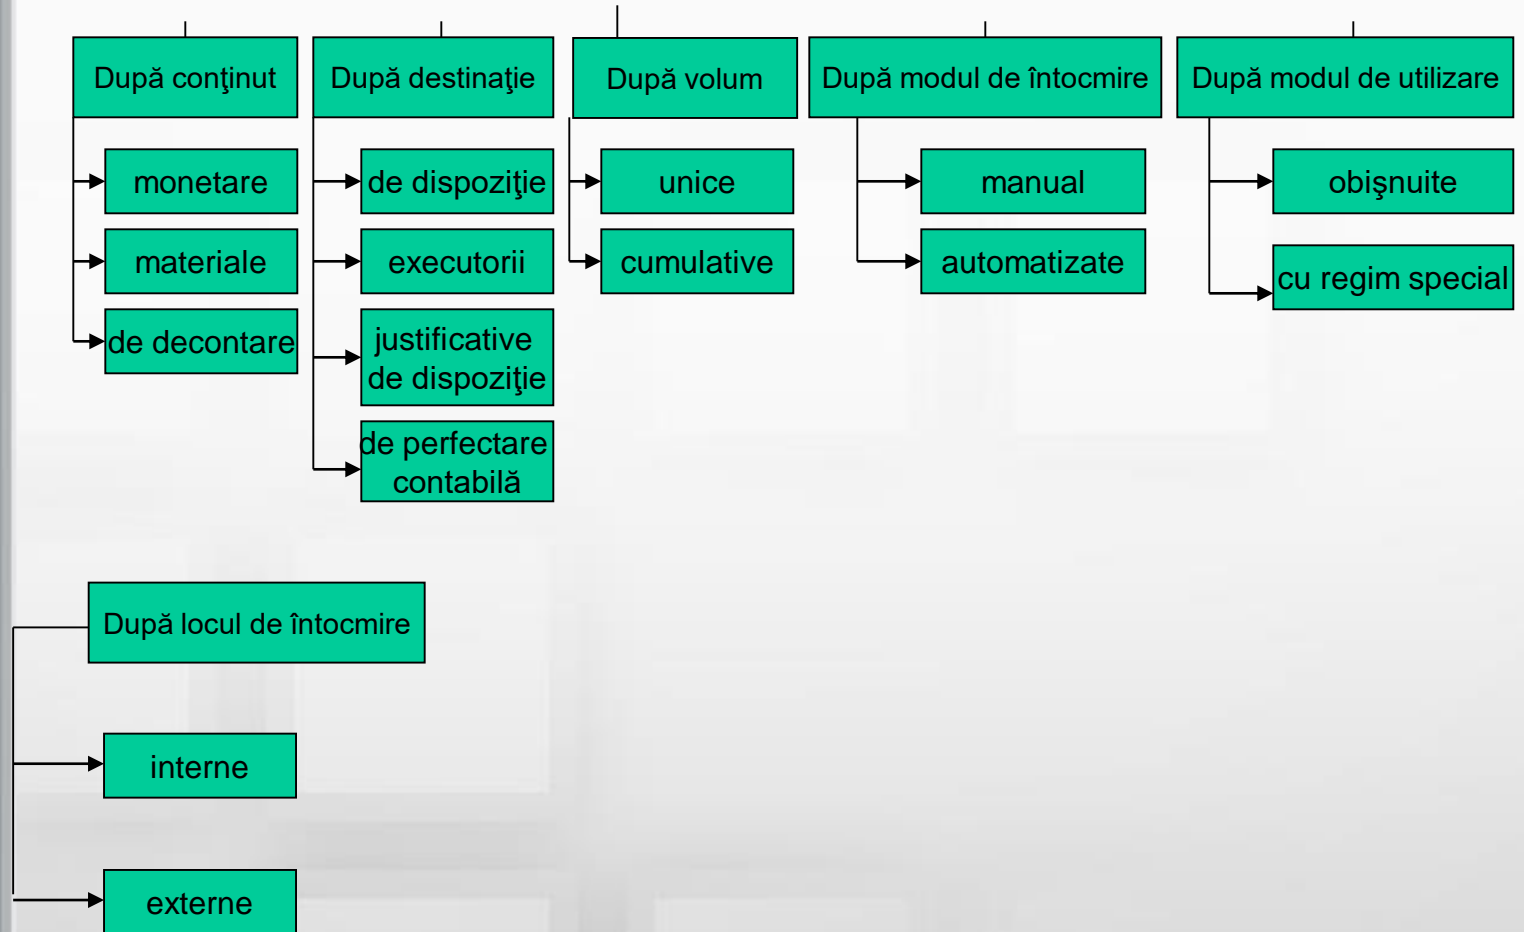 După conţinut
monetare
materiale
de decontare
După destinaţie
de dispoziţie
executorii
justificative
de dispoziţie
de perfectare
contabilă
După volum
unice
cumulative
După modul de întocmire
manual
automatizate
După modul de utilizare
obişnuite
cu regim special
După locul de întocmire
interne
externe